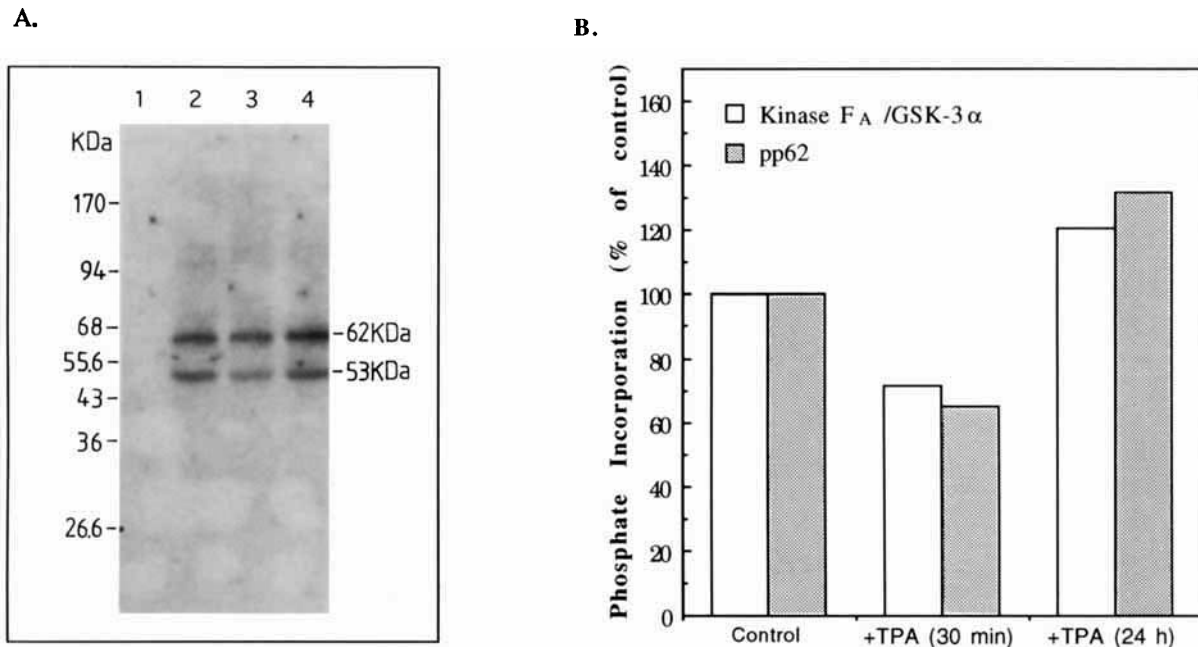 A.
1 2 3 4
KDa
170
94
68
55.6
43
36
26.6
62KDa
53KDa
B.
Phosphate Incorporation (% of control)
160
140
120
100
80
60
40
20
0
Kinase FA /GSK-3α
pp62
Control +TPA (30 min) +TPA (24 h)